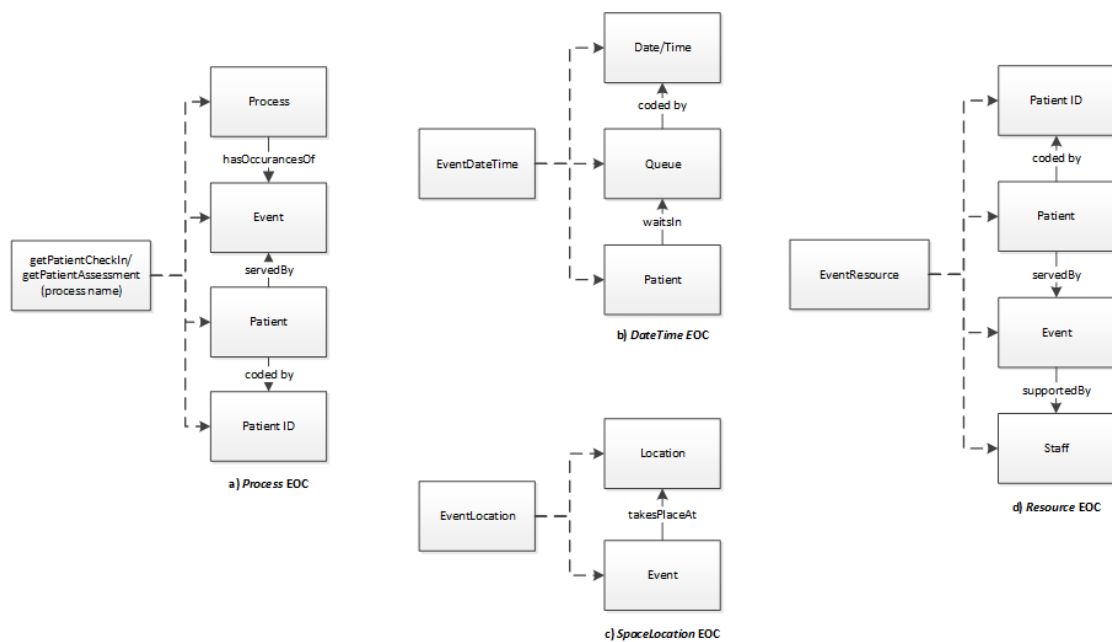 Process
hasOccurancesOf
Event
getPatientCheckIn/
getPatientAssessment
(process name)
servedBy
Patient
coded by
Patient ID
a) Process EOC
Date/Time
coded by
EventDateTime
Queue
waitsIn
Patient
b) DateTime EOC
Location
EventLocation
takesPlaceAt
Event
c) SpaceLocation EOC
Patient ID
coded by
Patient
EventResource
servedBy
Event
supportedBy
Staff
d) Resource EOC